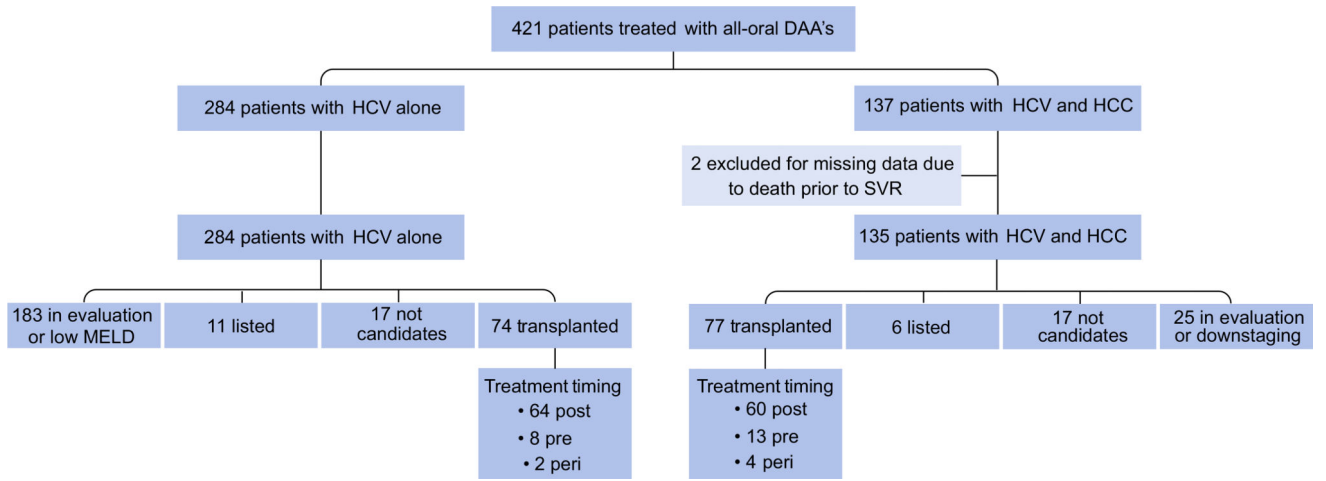 421 patients treated with all-oral DAA's
284 patients with HCV alone
137 patients with HCV and HCC
2 excluded for missing data due
to death prior to SVR
284 patients with HCV alone
135 patients with HCV and HCC
183 in evaluation
or low MELD
11 listed
17 not
candidates
74 transplanted
77 transplanted
6 listed
17 not
candidates
25 in evaluation
or downstaging
Treatment timing
• 64 post
• 8 pre
• 2 peri
Treatment timing
• 60 post
• 13 pre
• 4 peri